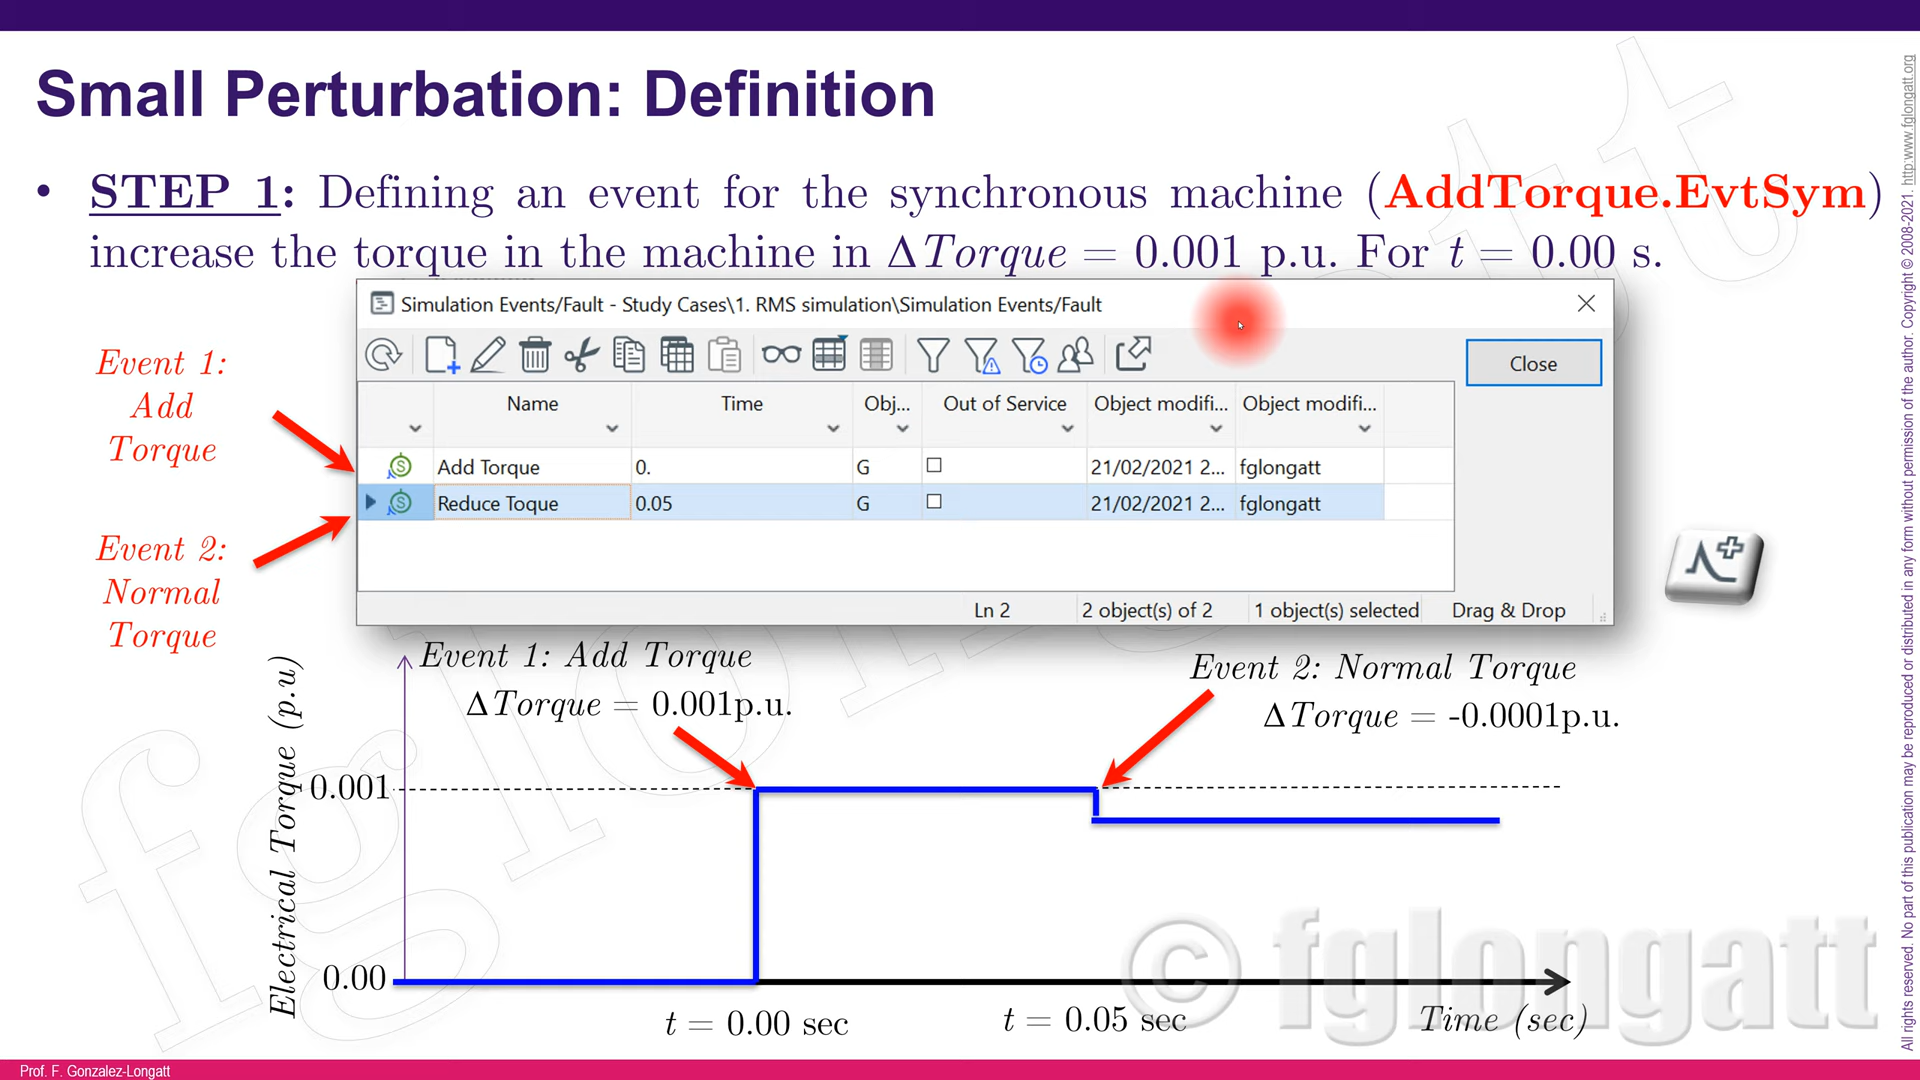 Small Perturbation: Definition
• STEP 1: Defining an event for the synchronous machine (AddTorque.EvtSym)
increase the torque in the machine in ΔTorque = 0.001 p.u. For t = 0.00 s.
Simulation Events/Fault - Study Cases\1. RMS simulation\Simulation Events/Fault
Close
Name Time Obj... Out of Service Object modifi... Object modifi...
Add Torque 0. G 21/02/2021 2... fglongatt
Reduce Toque 0.05 G 21/02/2021 2... fglongatt
Ln 2 2 object(s) of 2 1 object(s) selected Drag & Drop
Event 1:
Add
Torque
Event 2:
Normal
Torque
Event 1: Add Torque
ΔTorque = 0.001p.u.
Event 2: Normal Torque
ΔTorque = -0.0001p.u.
Electrical Torque (p.u)
0.001
0.00
t = 0.00 sec
t = 0.05 sec
Time (sec)
© fglongatt
fglongatt
Prof. F. Gonzalez-Longatt
All rights reserved. No part of this publication may be reproduced or distributed in any form without permission of the author. Copyright © 2008-2021. http:www.fglongatt.org